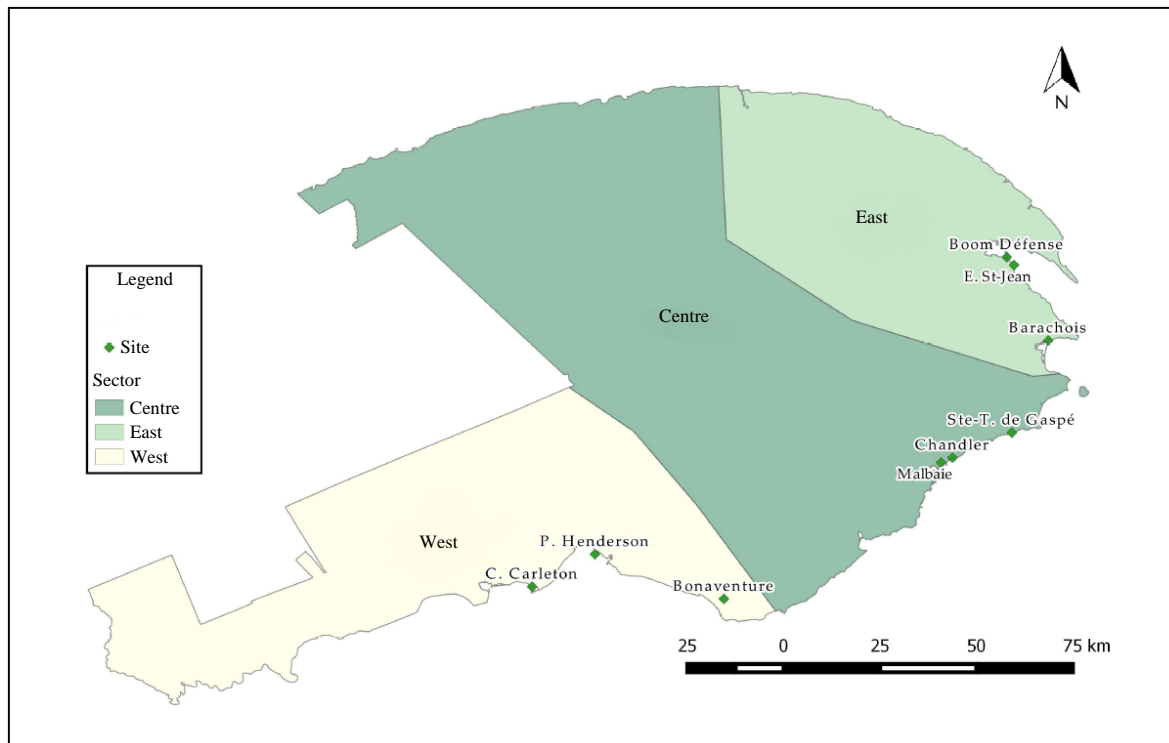 N
East
Boom Défense
E. St-Jean
Legend
Centre
Barachois
Site
Sector
Ste-T. de Gaspé
Centre
Chandler
East
Malbaie
West
West
P. Henderson
C. Carleton
Bonaventure
25 0 25 50 75 km